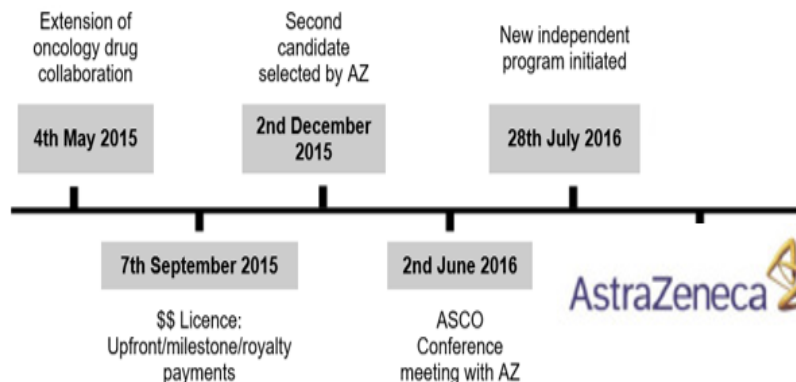 Extension of
oncology drug
collaboration
4th May 2015
Second
candidate
selected by AZ
2nd December
2015
New independent
program initiated
28th July 2016
7th September 2015
$$ Licence:
Upfront/milestone/royalty
payments
2nd June 2016
ASCO
Conference
meeting with AZ
AstraZeneca